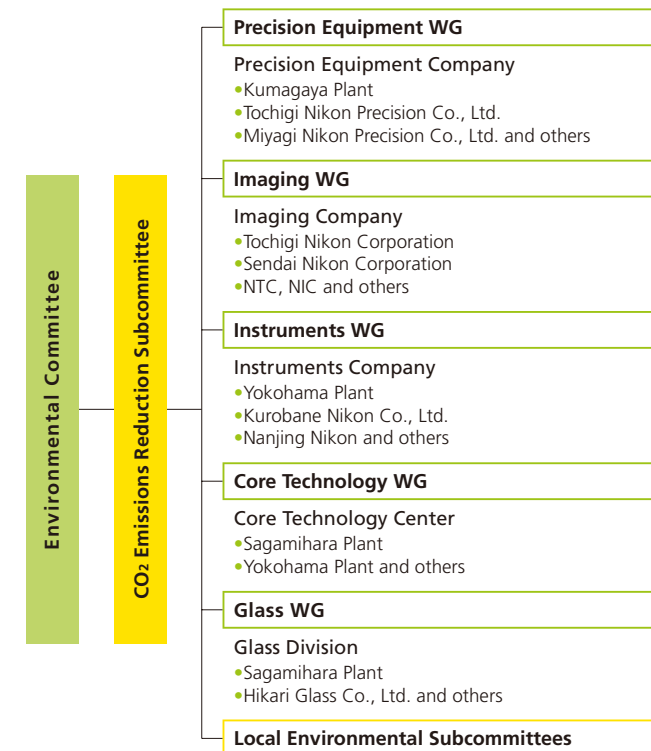 Environmental Committee
CO2 Emissions Reduction Subcommittee
Precision Equipment WG
Precision Equipment Company
•Kumagaya Plant
•Tochigi Nikon Precision Co., Ltd.
•Miyagi Nikon Precision Co., Ltd. and others
Imaging WG
Imaging Company
•Tochigi Nikon Corporation
•Sendai Nikon Corporation
•NTC, NIC and others
Instruments WG
Instruments Company
•Yokohama Plant
•Kurobane Nikon Co., Ltd.
•Nanjing Nikon and others
Core Technology WG
Core Technology Center
•Sagamihara Plant
•Yokohama Plant and others
Glass WG
Glass Division
•Sagamihara Plant
•Hikari Glass Co., Ltd. and others
Local Environmental Subcommittees